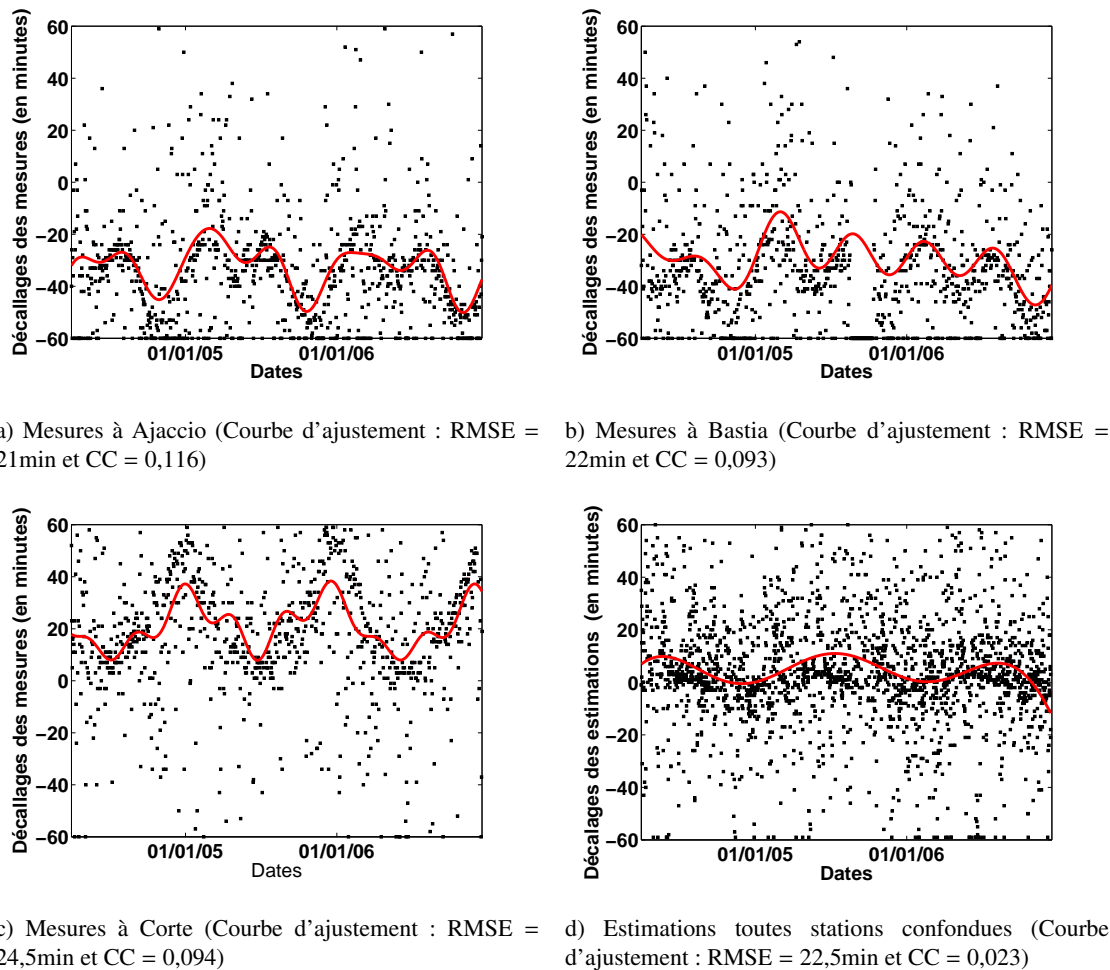 60
40
20
0
−20
−40
−60
Décallages des mesures (en minutes)
01/01/05
01/01/06
Dates
60
40
20
0
−20
−40
−60
Décallages des mesures (en minutes)
01/01/05
01/01/06
Dates
a) Mesures à Ajaccio (Courbe d'ajustement : RMSE =
21min et CC = 0,116)
b) Mesures à Bastia (Courbe d'ajustement : RMSE =
22min et CC = 0,093)
60
40
20
0
−20
−40
−60
Décallages des mesures (en minutes)
01/01/05
01/01/06
Dates
60
40
20
0
−20
−40
−60
Décalages des estimations (en minutes)
01/01/05
01/01/06
Dates
c) Mesures à Corte (Courbe d'ajustement : RMSE =
24,5min et CC = 0,094)
d) Estimations toutes stations confondues (Courbe
d'ajustement : RMSE = 22,5min et CC = 0,023)